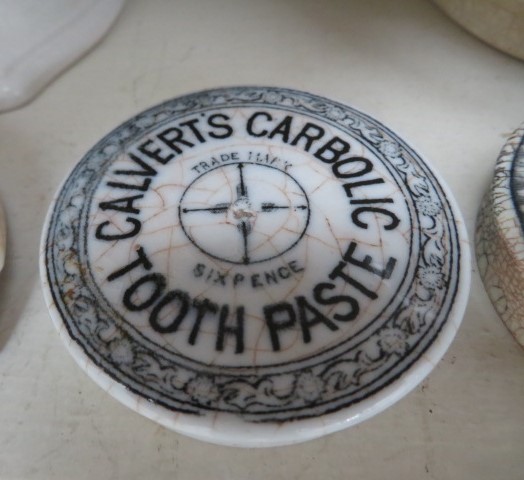 CALVERT'S CARBOLIC
TRADE MARK
SIXPENCE
TOOTH PASTE